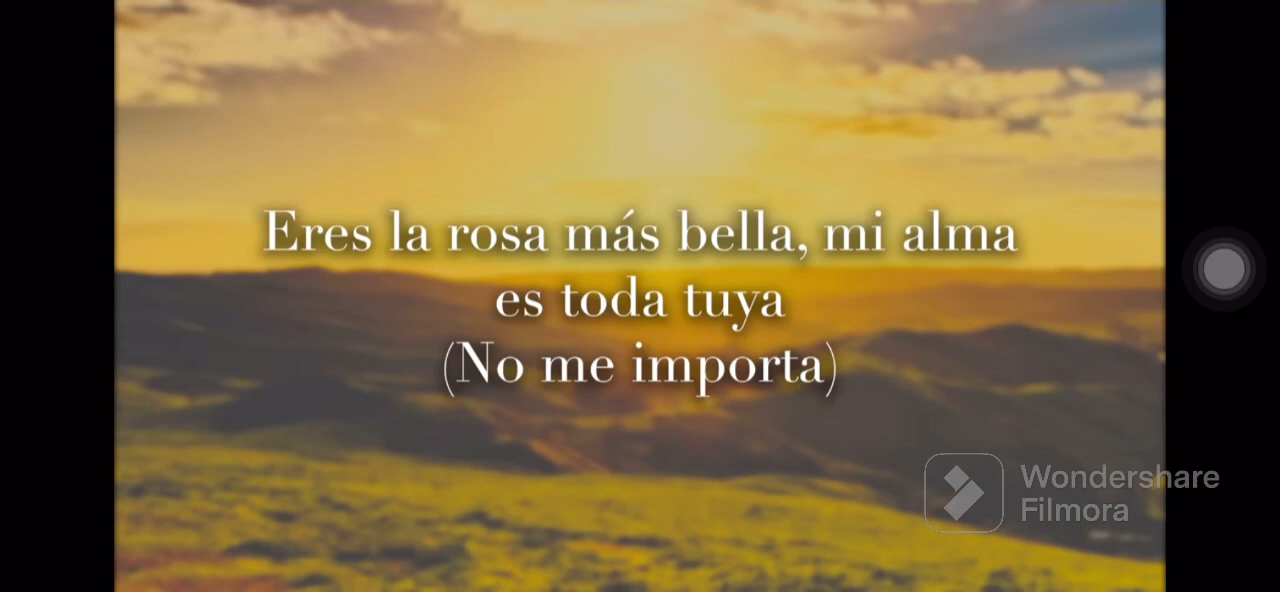 Eres la rosa más bella, mi alma
es toda tuya
(No me importa)
Wondershare
Filmora